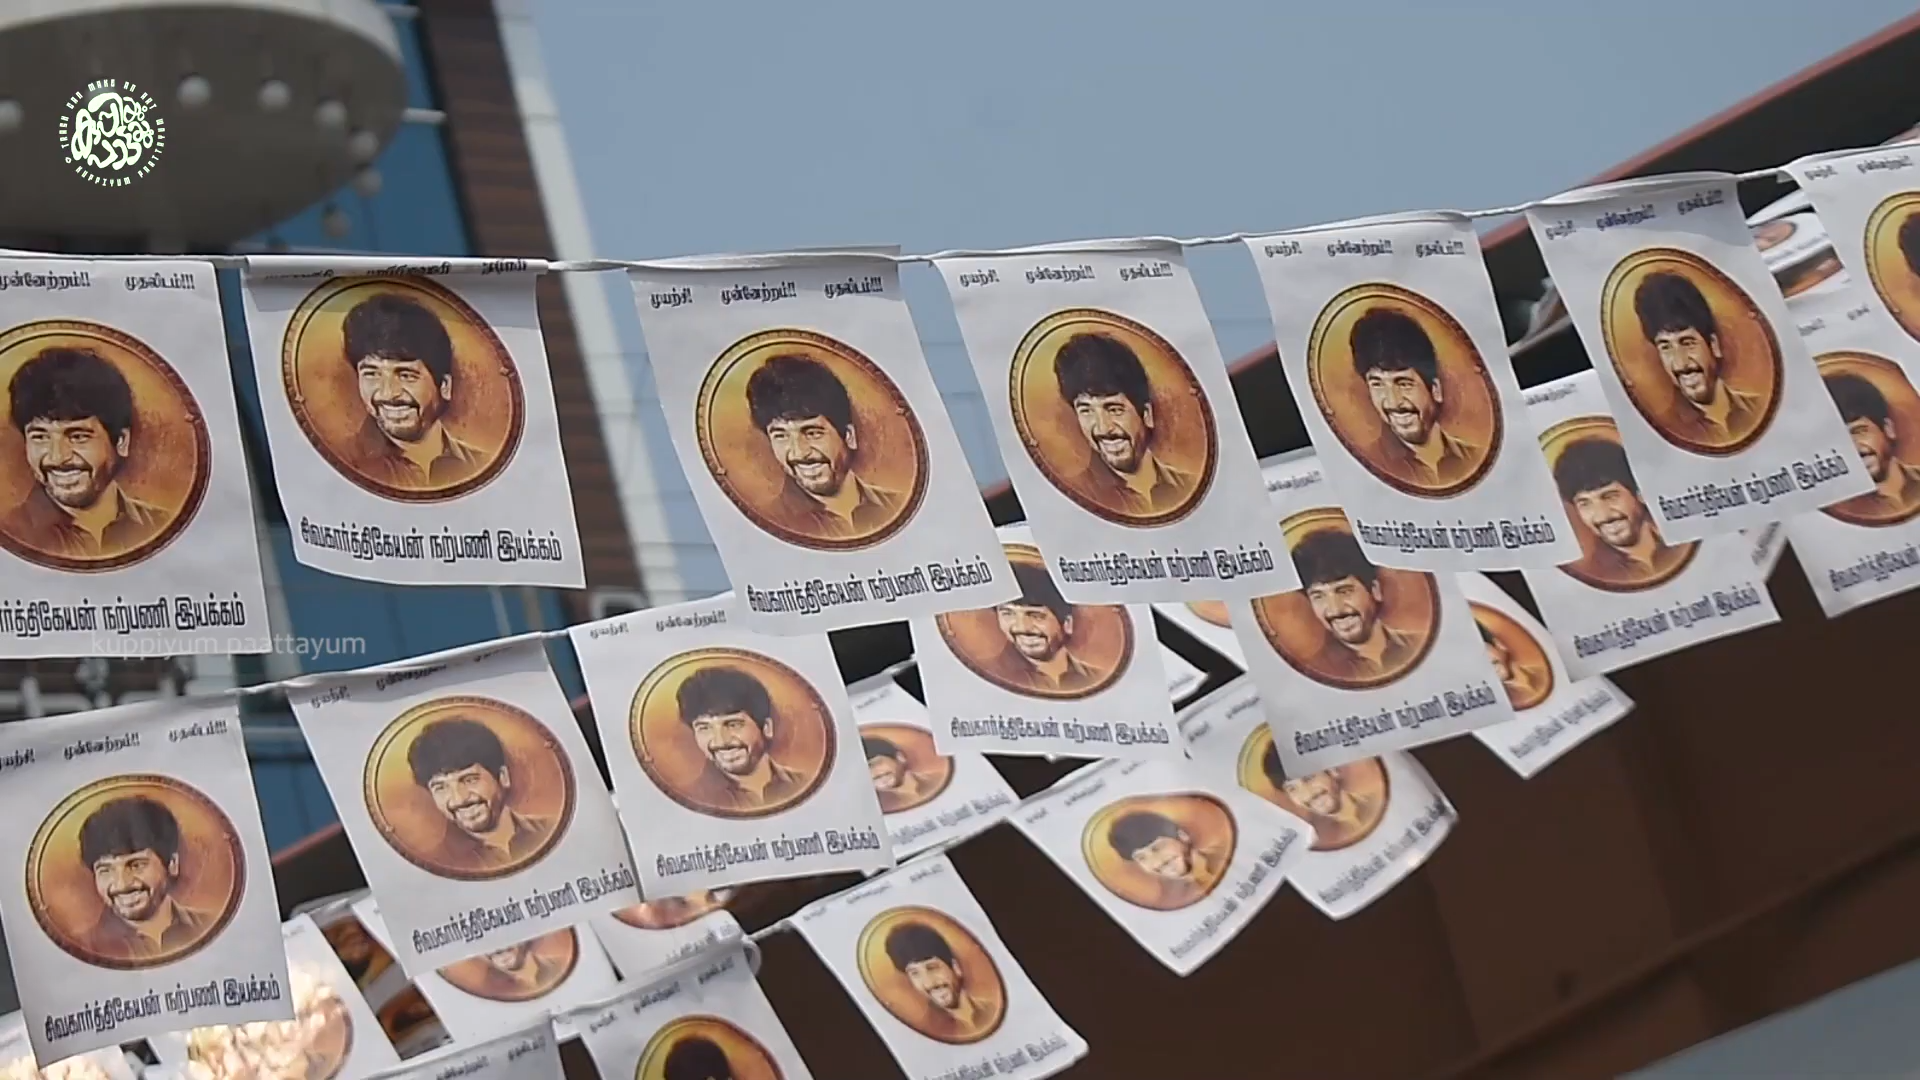 முயற்சி! முன்னேற்றம்!! முதலிடம்!!!
சிவகார்த்திகேயன் நற்பணி இயக்கம்
kuppiyum paattayum